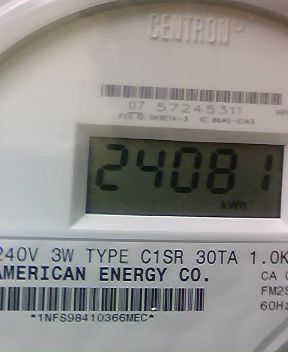 CENTRON
07 57245311
24081
kWh
240V 3W TYPE C1SR 30TA 1.0K
AMERICAN ENERGY CO.
CA
FM2S
60Hz
*1NFS98410366MEC*